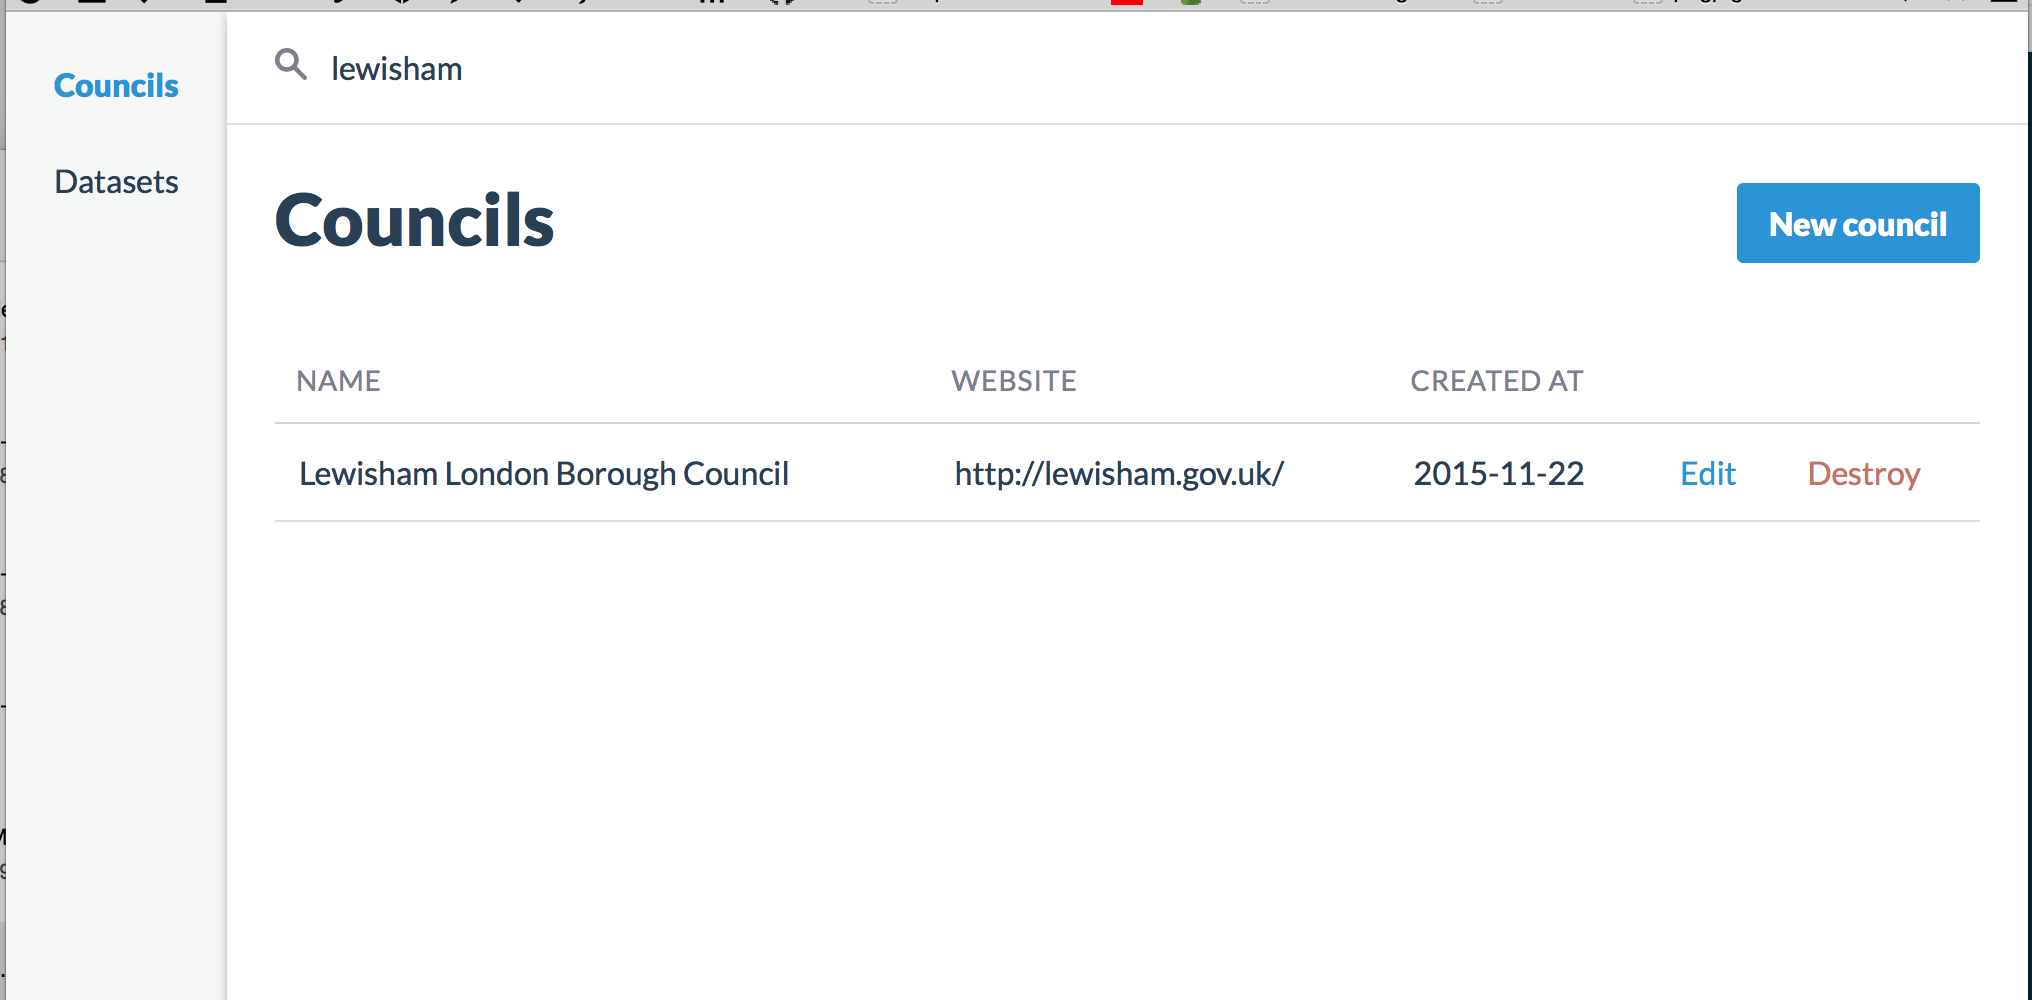 Councils
Datasets
lewisham
Councils
New council
NAME WEBSITE CREATED AT
Lewisham London Borough Council http://lewisham.gov.uk/ 2015-11-22 Edit Destroy